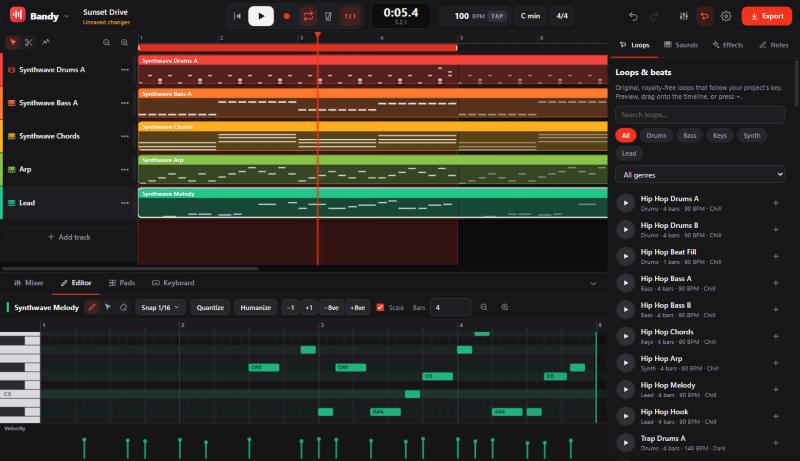 Bandy
Sunset Drive
Unsaved changes
1 2 3
0:05.4
3.2.1
100 BPM TAP
C min
4/4
Export
1 2 3 4 5 6
Synthwave Drums A
Synthwave Bass A
Synthwave Chords
Arp
Lead
Add track
Synthwave Drums A
Synthwave Bass A
Synthwave Chords
Synthwave Arp
Synthwave Melody
Mixer Editor Pads Keyboard
Synthwave Melody
Snap 1/16
Quantize
Humanize
−1 +1 −8ve +8ve
Scale
Bars 4
1 2 3 4 5
D#5 D#5
D5 D5
C5
A#4 A#4
Velocity
Loops Sounds Effects Notes
Loops & beats
Original, royalty-free loops that follow your project's key.
Preview, drag onto the timeline, or press +.
Search loops...
All Drums Bass Keys Synth
Lead
All genres
Hip Hop Drums A
Drums · 4 bars · 90 BPM · Chill
Hip Hop Drums B
Drums · 4 bars · 90 BPM · Chill
Hip Hop Beat Fill
Drums · 1 bars · 90 BPM · Chill
Hip Hop Bass A
Bass · 4 bars · 90 BPM · Chill
Hip Hop Bass B
Bass · 4 bars · 90 BPM · Chill
Hip Hop Chords
Keys · 4 bars · 90 BPM · Chill
Hip Hop Arp
Synth · 4 bars · 90 BPM · Chill
Hip Hop Melody
Lead · 4 bars · 90 BPM · Chill
Hip Hop Hook
Lead · 4 bars · 90 BPM · Chill
Trap Drums A
Drums · 4 bars · 140 BPM · Dark